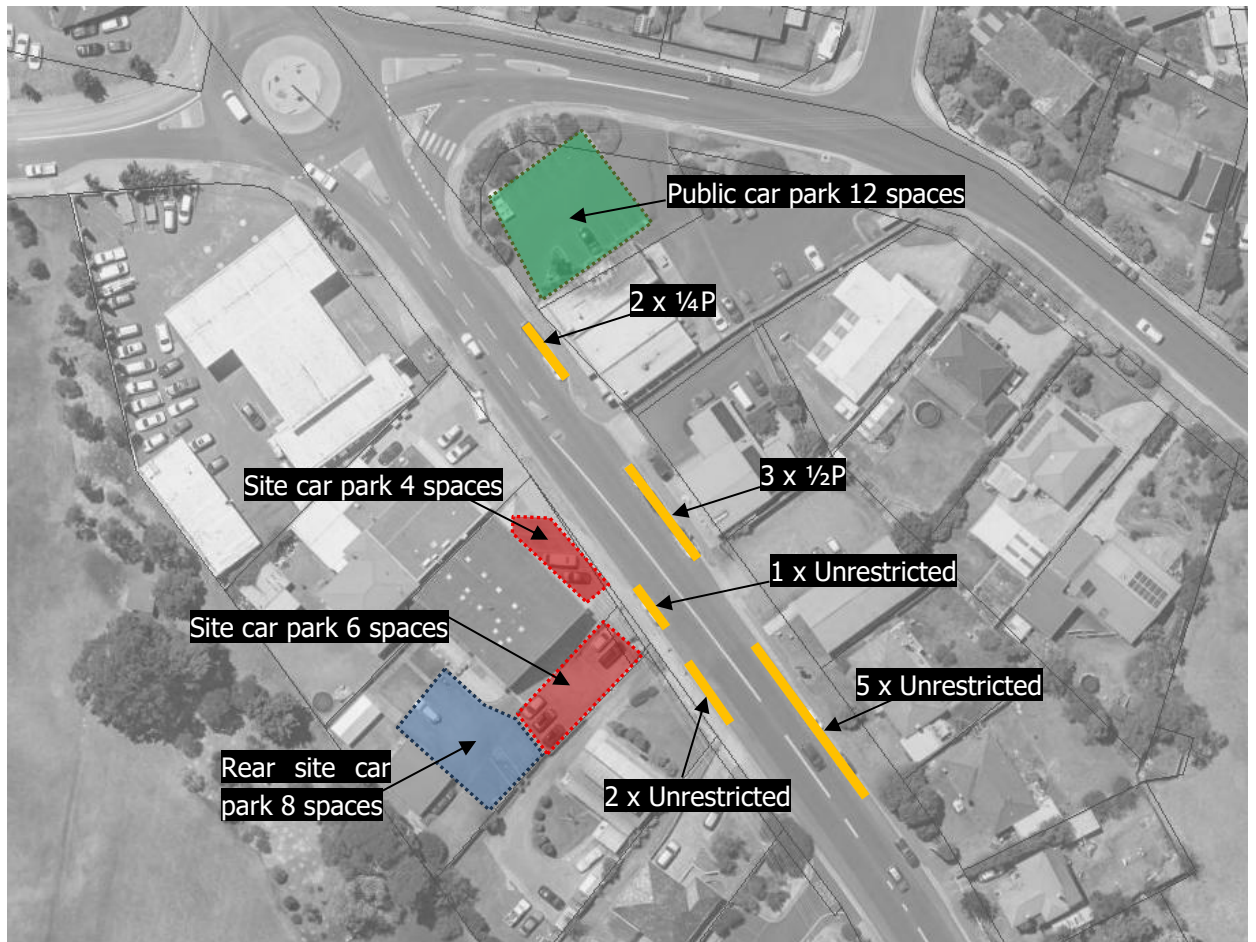 Public car park 12 spaces
2 x ¼P
Site car park 4 spaces
3 x ½P
1 x Unrestricted
Site car park 6 spaces
5 x Unrestricted
Rear site car
park 8 spaces
2 x Unrestricted